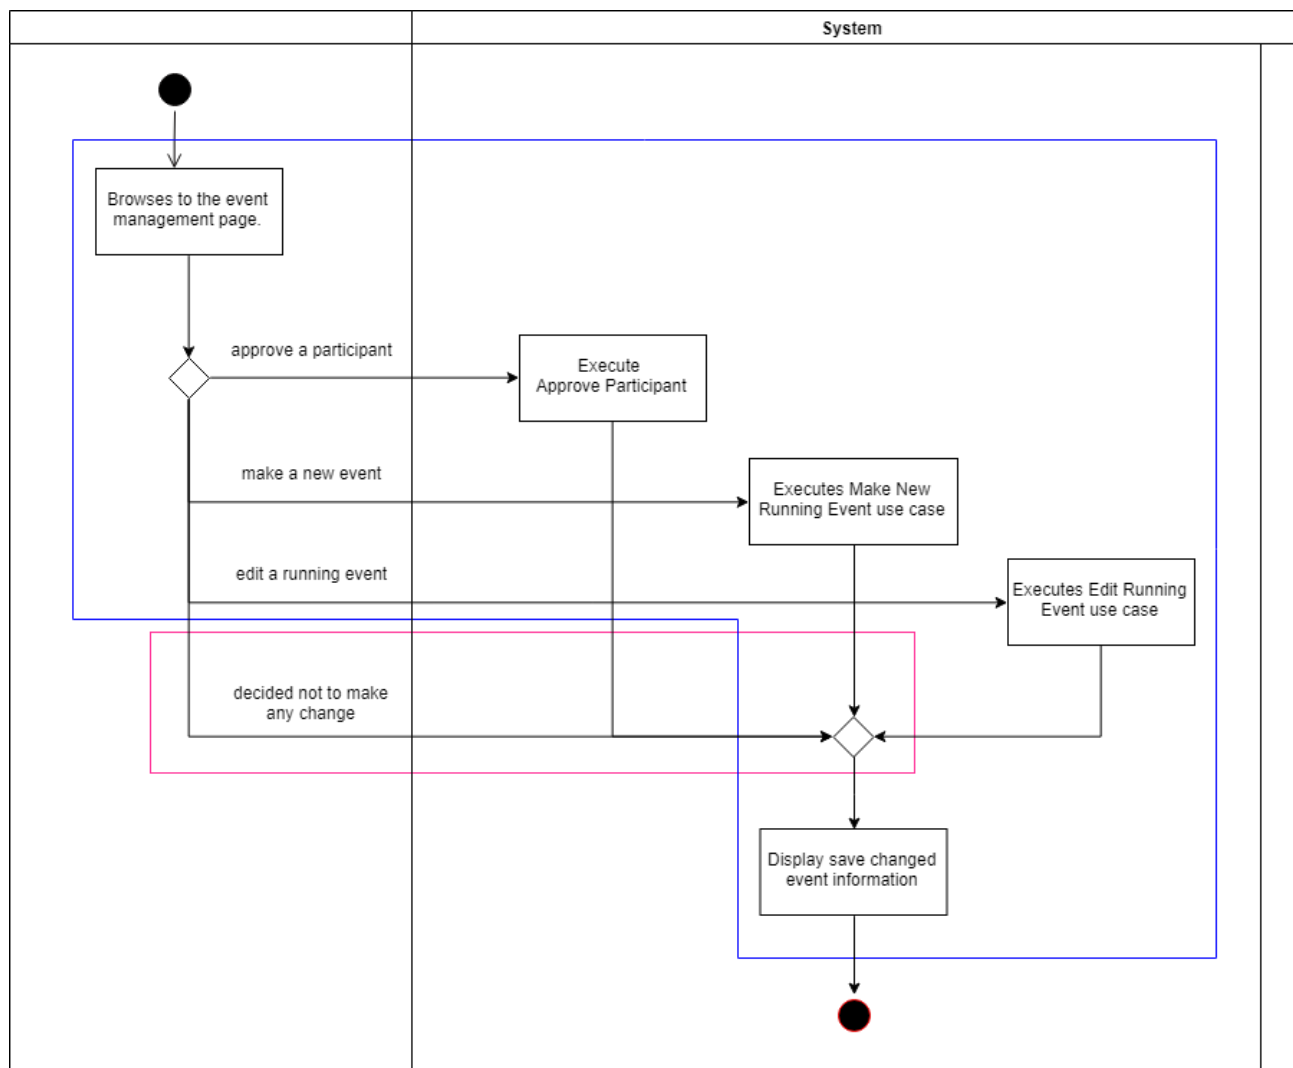 System
Browses to the event
management page.
approve a participant
Execute
Approve Participant
make a new event
Executes Make New
Running Event use case
edit a running event
Executes Edit Running
Event use case
decided not to make
any change
Display save changed
event information